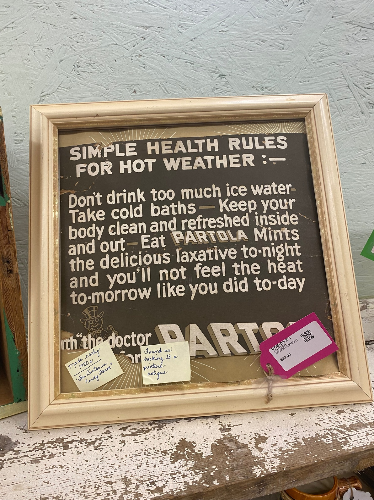 SIMPLE HEALTH RULES
FOR HOT WEATHER :—
Don't drink too much ice water
Take cold baths — Keep your
body clean and refreshed inside
and out — Eat PARTOLA Mints
the delicious laxative to-night
and you'll not feel the heat
to-morrow like you did to-day
the doctor PARTO